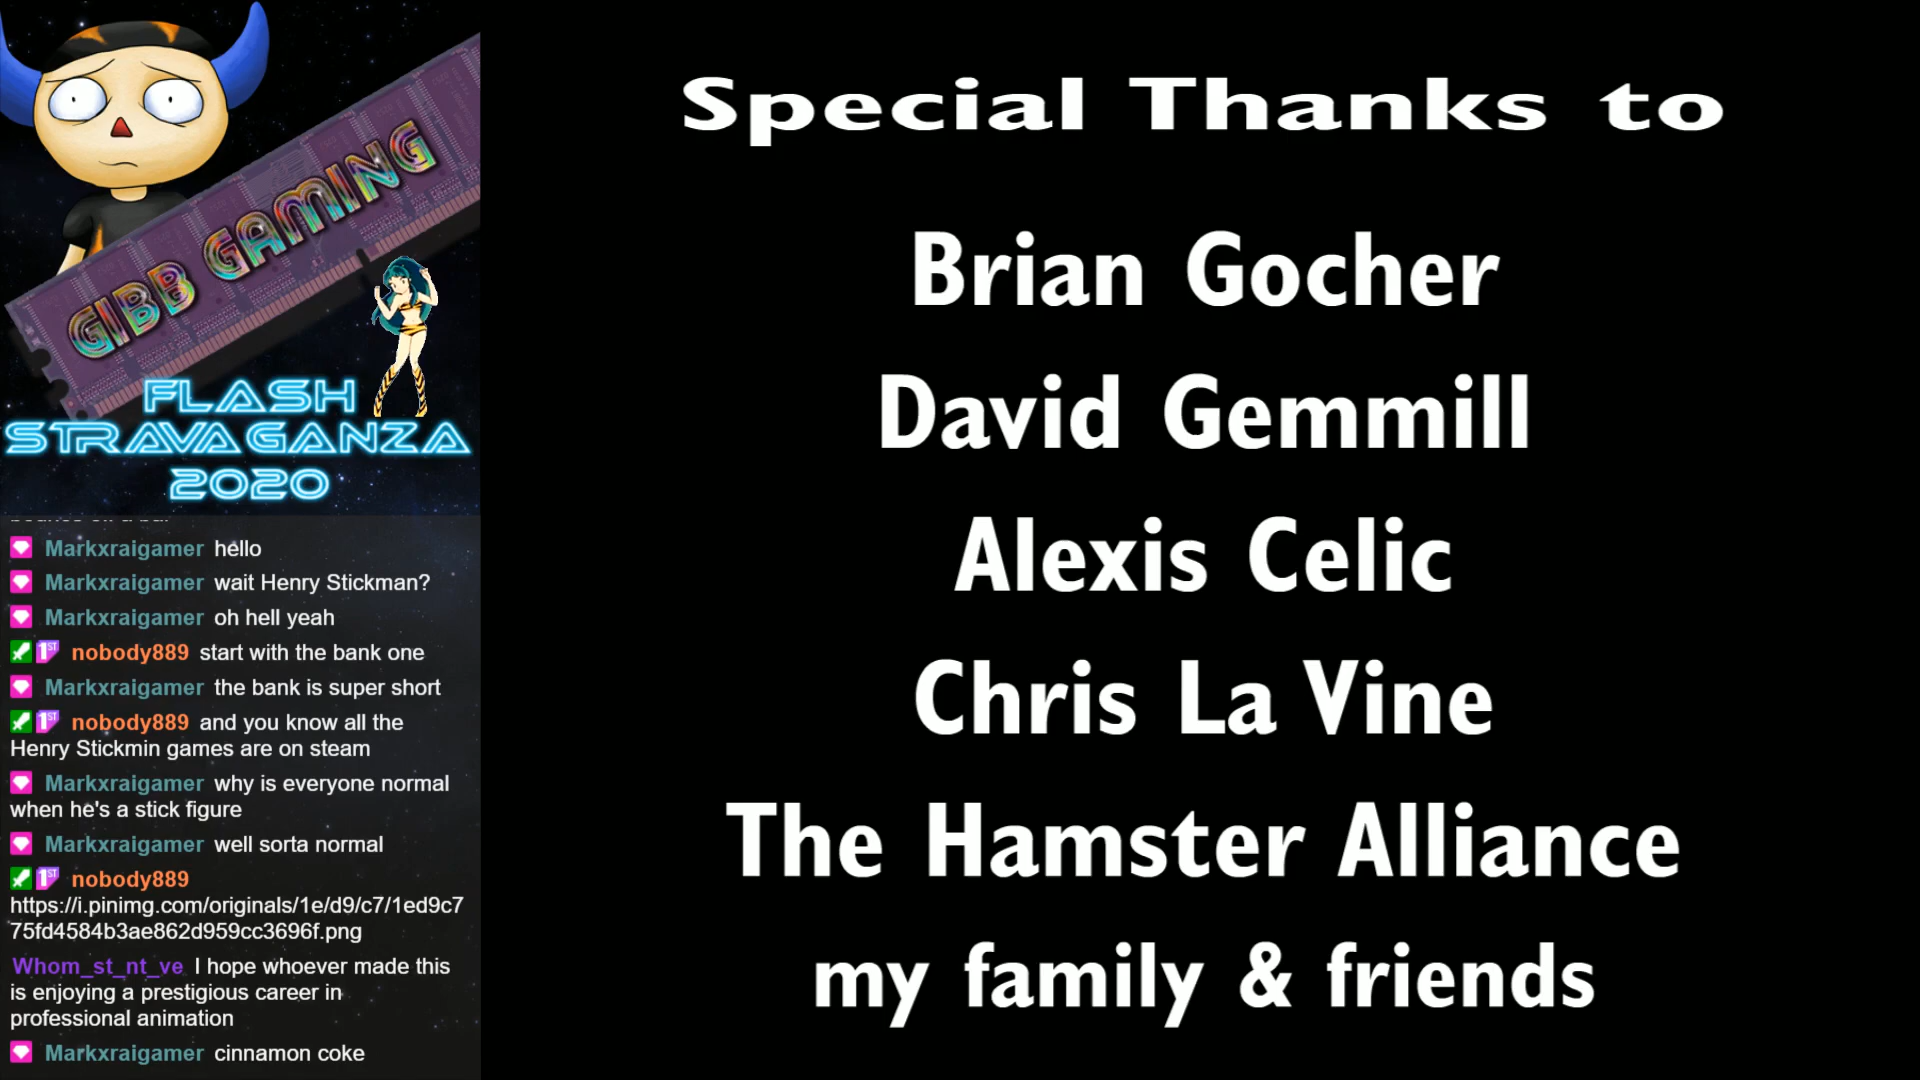 GIBB GAMING
FLASH
STRAVAGANZA
2020
Markxraigamer hello
Markxraigamer wait Henry Stickman?
Markxraigamer oh hell yeah
1ST nobody889 start with the bank one
Markxraigamer the bank is super short
1ST nobody889 and you know all the
Henry Stickmin games are on steam
Markxraigamer why is everyone normal
when he's a stick figure
Markxraigamer well sorta normal
1ST nobody889
https://i.pinimg.com/originals/1e/d9/c7/1ed9c7
75fd4584b3ae862d959cc3696f.png
Whom_st_nt_ve I hope whoever made this
is enjoying a prestigious career in
professional animation
Markxraigamer cinnamon coke
Special Thanks to
Brian Gocher
David Gemmill
Alexis Celic
Chris La Vine
The Hamster Alliance
my family & friends